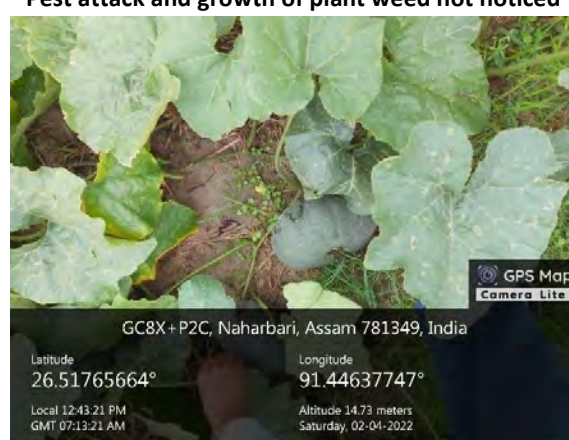 Pest attack and growth of plant weed not noticed
GPS Map
Camera Lite
GC8X+P2C, Naharbari, Assam 781349, India
Latitude
26.51765664°
Longitude
91.44637747°
Local 12:43:21 PM
GMT 07:13:21 AM
Altitude 14.73 meters
Saturday, 02-04-2022